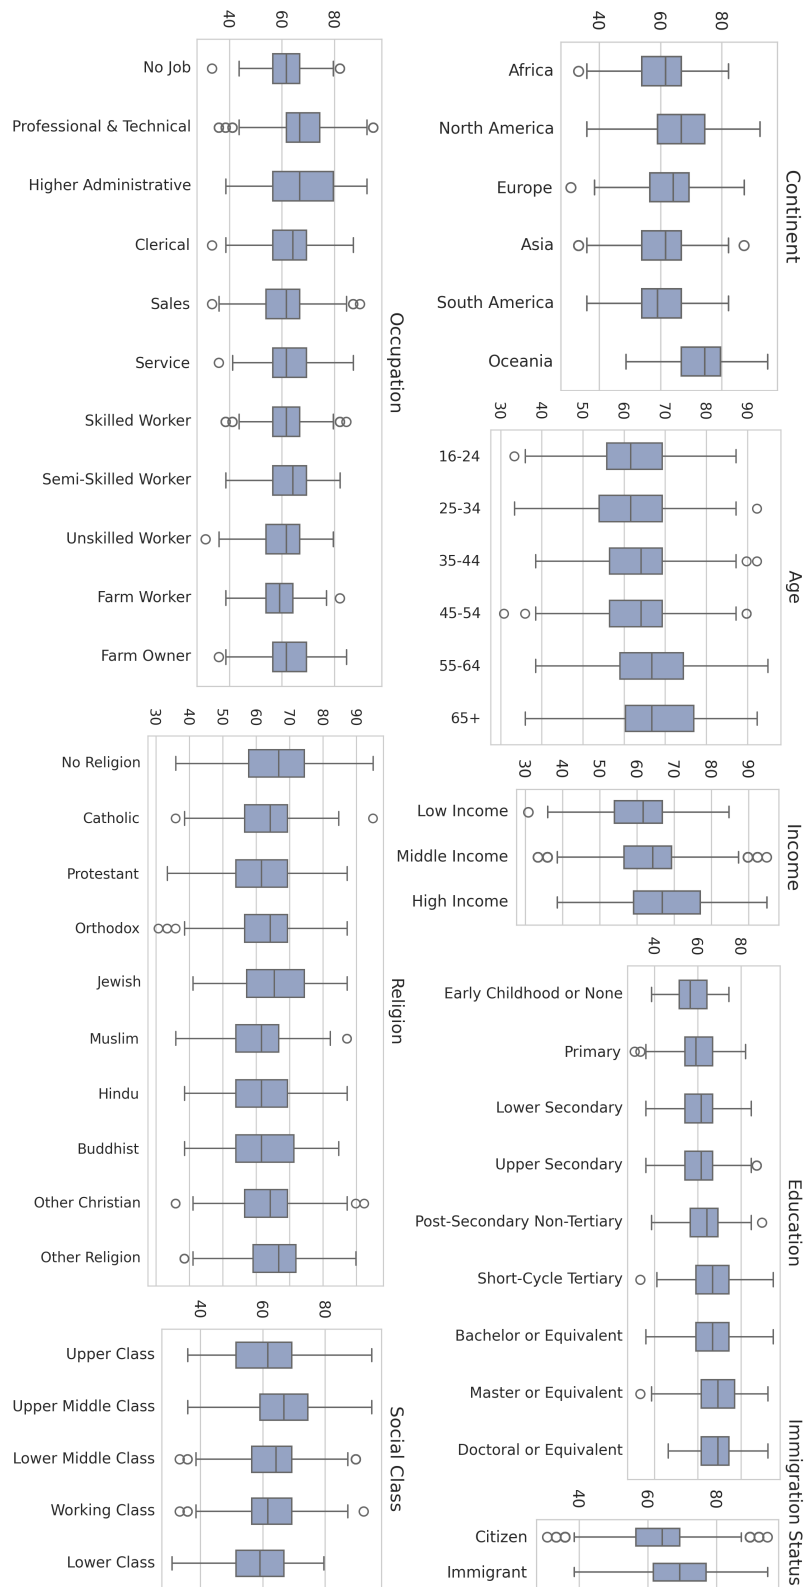 40 60 80
No Job
Professional & Technical
Higher Administrative
Clerical
Sales
Service
Skilled Worker
Semi-Skilled Worker
Unskilled Worker
Farm Worker
Farm Owner
Occupation
30 40 50 60 70 80 90
No Religion
Catholic
Protestant
Orthodox
Jewish
Muslim
Hindu
Buddhist
Other Christian
Other Religion
Religion
40 60 80
Upper Class
Upper Middle Class
Lower Middle Class
Working Class
Lower Class
Social Class
40 60 80
Africa
North America
Europe
Asia
South America
Oceania
Continent
30 40 50 60 70 80 90
16-24
25-34
35-44
45-54
55-64
65+
Age
30 40 50 60 70 80 90
Low Income
Middle Income
High Income
Income
40 60 80
Early Childhood or None
Primary
Lower Secondary
Upper Secondary
Post-Secondary Non-Tertiary
Short-Cycle Tertiary
Bachelor or Equivalent
Master or Equivalent
Doctoral or Equivalent
Education
40 60 80
Citizen
Immigrant
Immigration Status